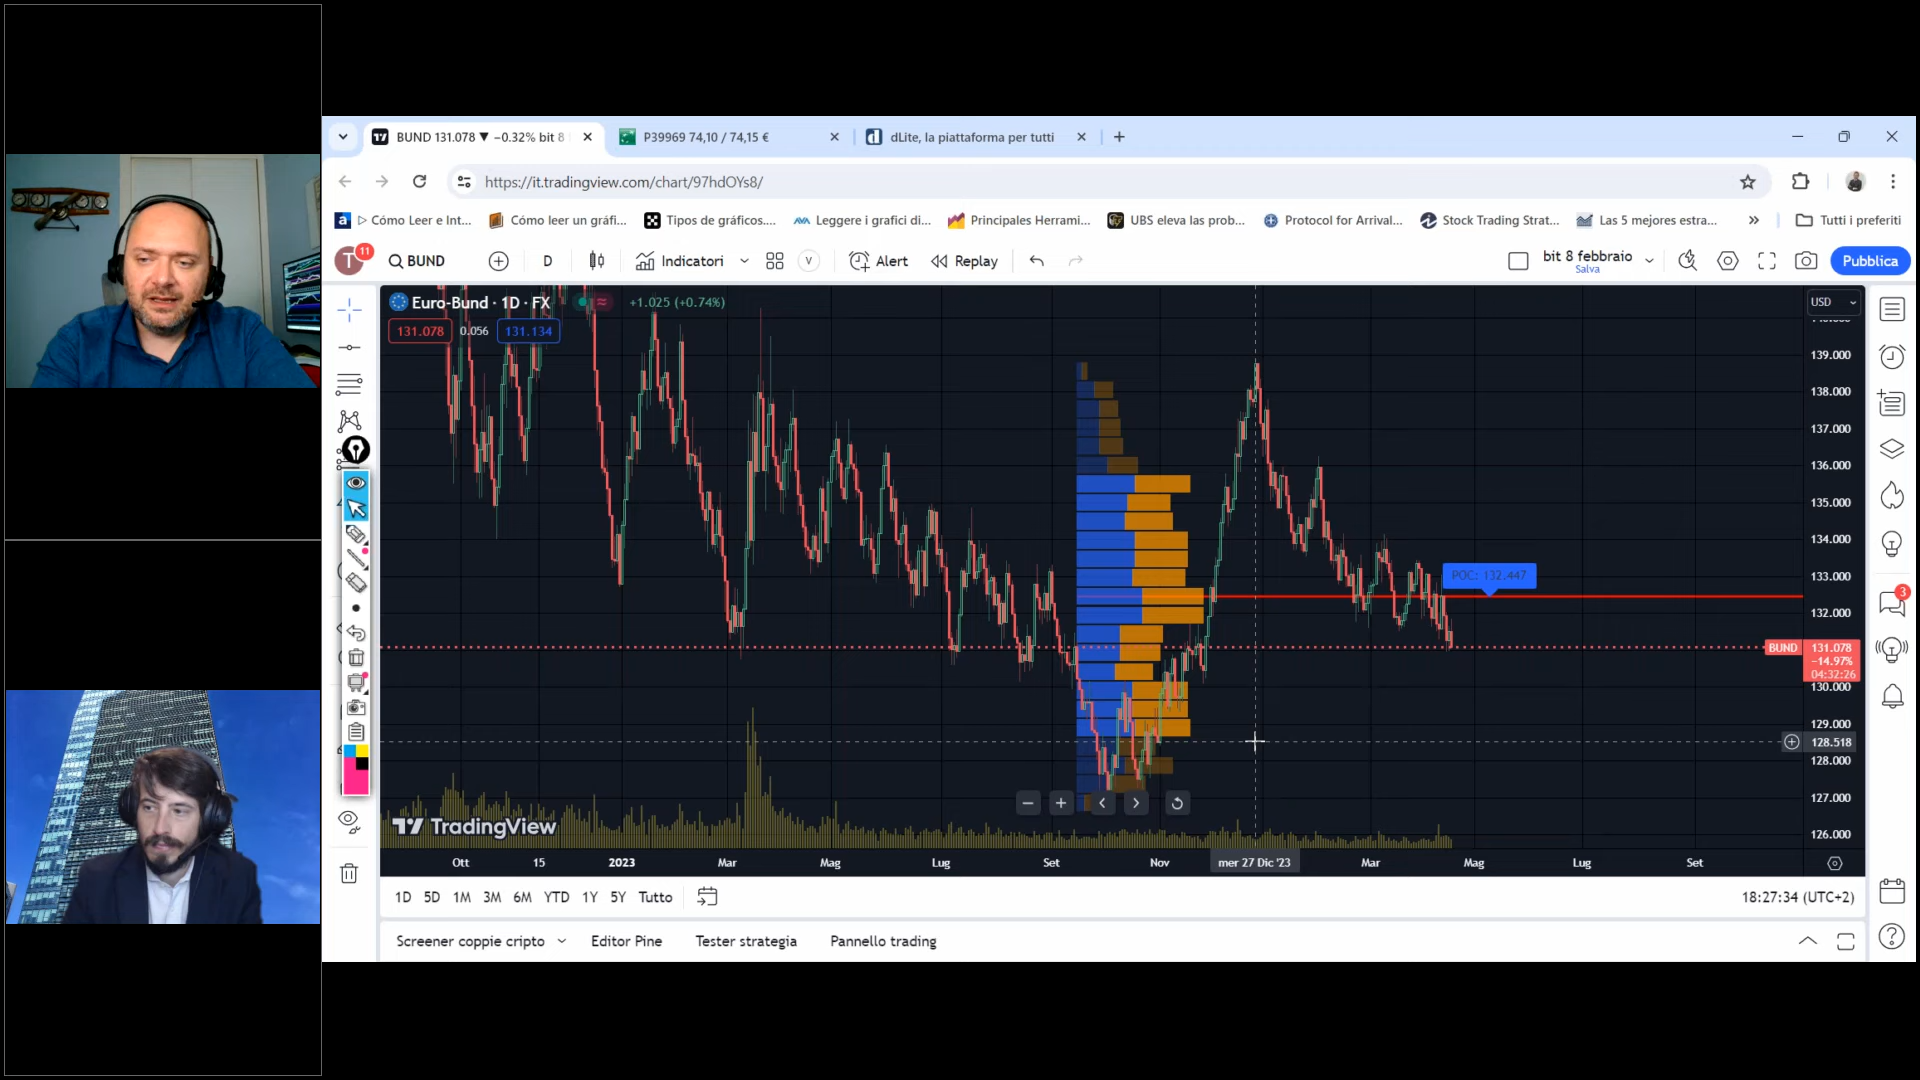 BUND 131.078 ▼ −0.32% bit 8
P39969 74,10 / 74,15 €
dLite, la piattaforma per tutti
https://it.tradingview.com/chart/97hdOYs8/
a ▷ Cómo Leer e Int...
Cómo leer un gráfi...
Tipos de gráficos....
AVA Leggere i grafici di...
Principales Herrami...
UBS eleva las prob...
Protocol for Arrival...
Stock Trading Strat...
Las 5 mejores estra...
»
Tutti i preferiti
T 11
BUND
D
Indicatori
V
Alert
Replay
bit 8 febbraio
Salva
Pubblica
Euro-Bund · 1D · FX
+1.025 (+0.74%)
131.078
0.056
131.134
USD
139.000
138.000
137.000
136.000
135.000
134.000
133.000
132.000
POC: 132.447
BUND 131.078
−14.97%
04:32:26
130.000
129.000
128.518
128.000
127.000
126.000
3
TradingView
Ott
15
2023
Mar
Mag
Lug
Set
Nov
mer 27 Dic '23
Mar
Mag
Lug
Set
1D 5D 1M 3M 6M YTD 1Y 5Y Tutto
18:27:34 (UTC+2)
Screener coppie cripto
Editor Pine
Tester strategia
Pannello trading